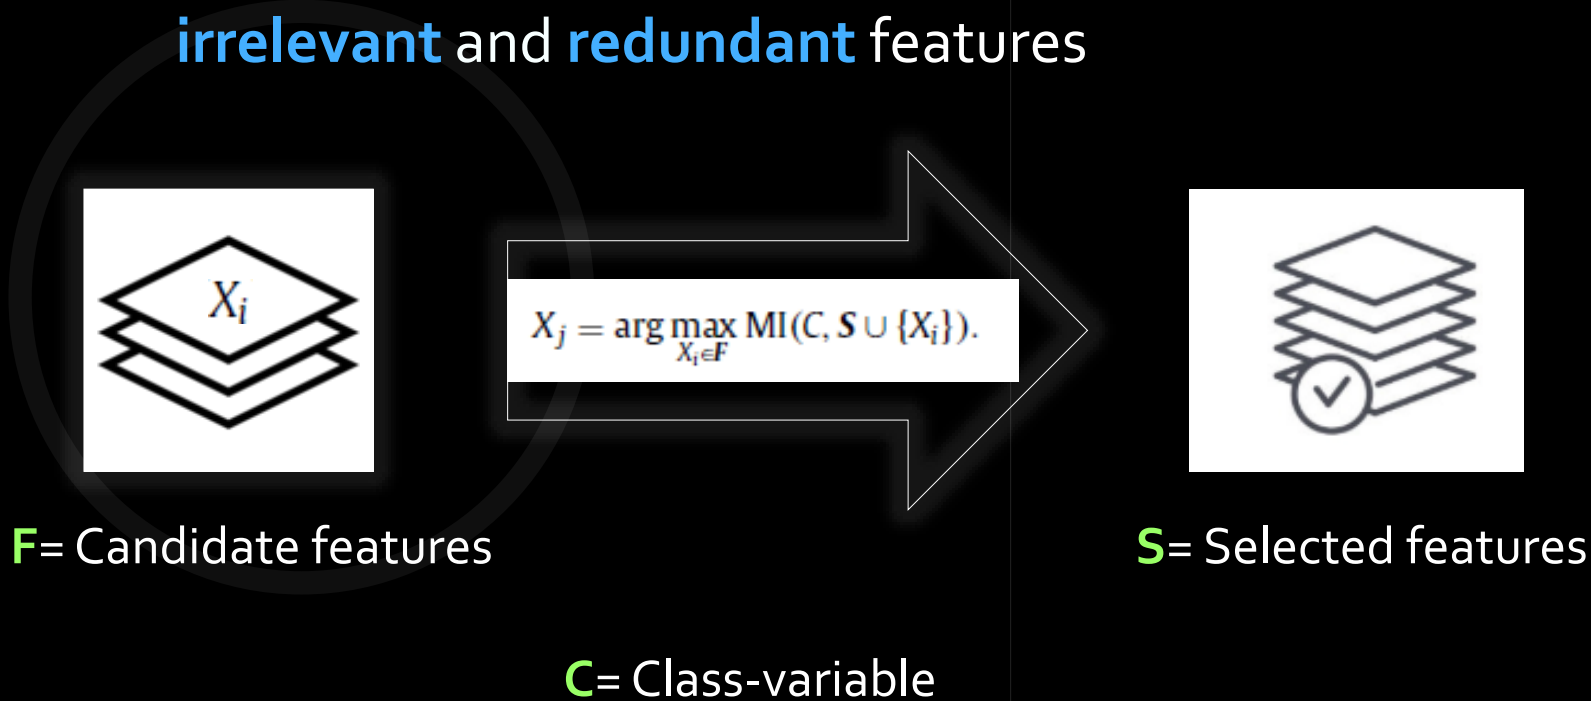 irrelevant and redundant features
Xi
Xj = arg max MI(C, S ∪ {Xi}).
Xi∈F
F= Candidate features
S= Selected features
C= Class-variable